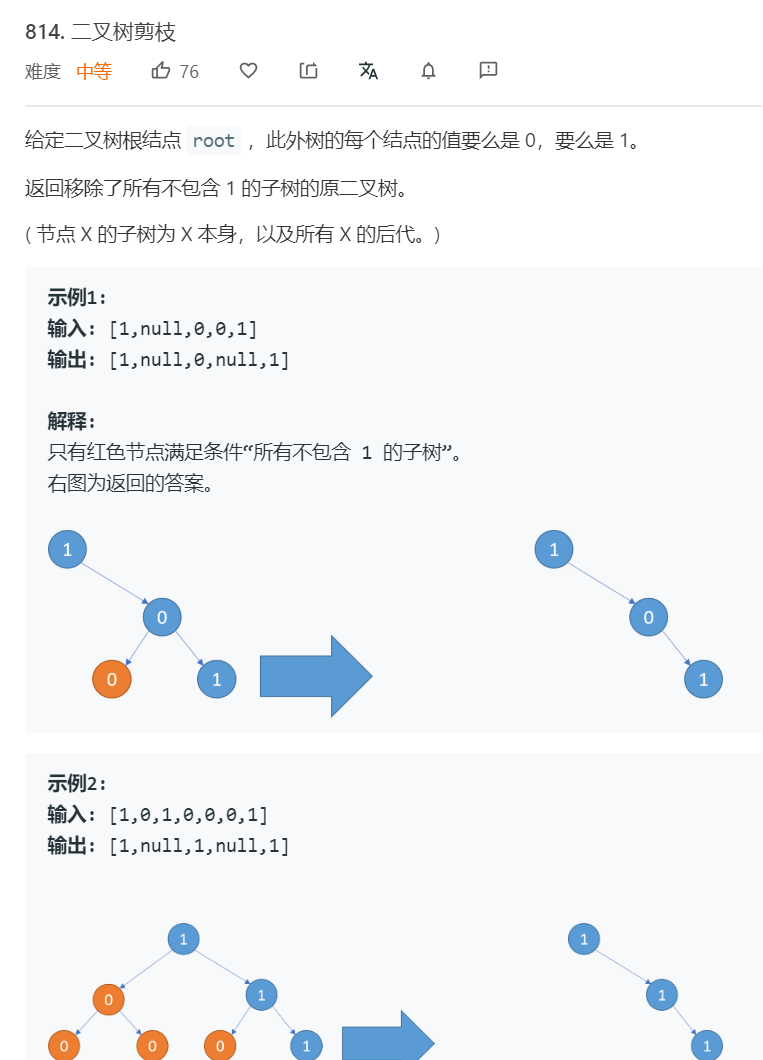 814. 二叉树剪枝
难度 中等 76
给定二叉树根结点 root ，此外树的每个结点的值要么是 0，要么是 1。
返回移除了所有不包含 1 的子树的原二叉树。
( 节点 X 的子树为 X 本身，以及所有 X 的后代。)
示例1:
输入: [1,null,0,0,1]
输出: [1,null,0,null,1]
解释:
只有红色节点满足条件“所有不包含 1 的子树”。
右图为返回的答案。
1 1
0 0
0 1 1
示例2:
输入: [1,0,1,0,0,0,1]
输出: [1,null,1,null,1]
1 1
0 1 1
0 0 0 1 1